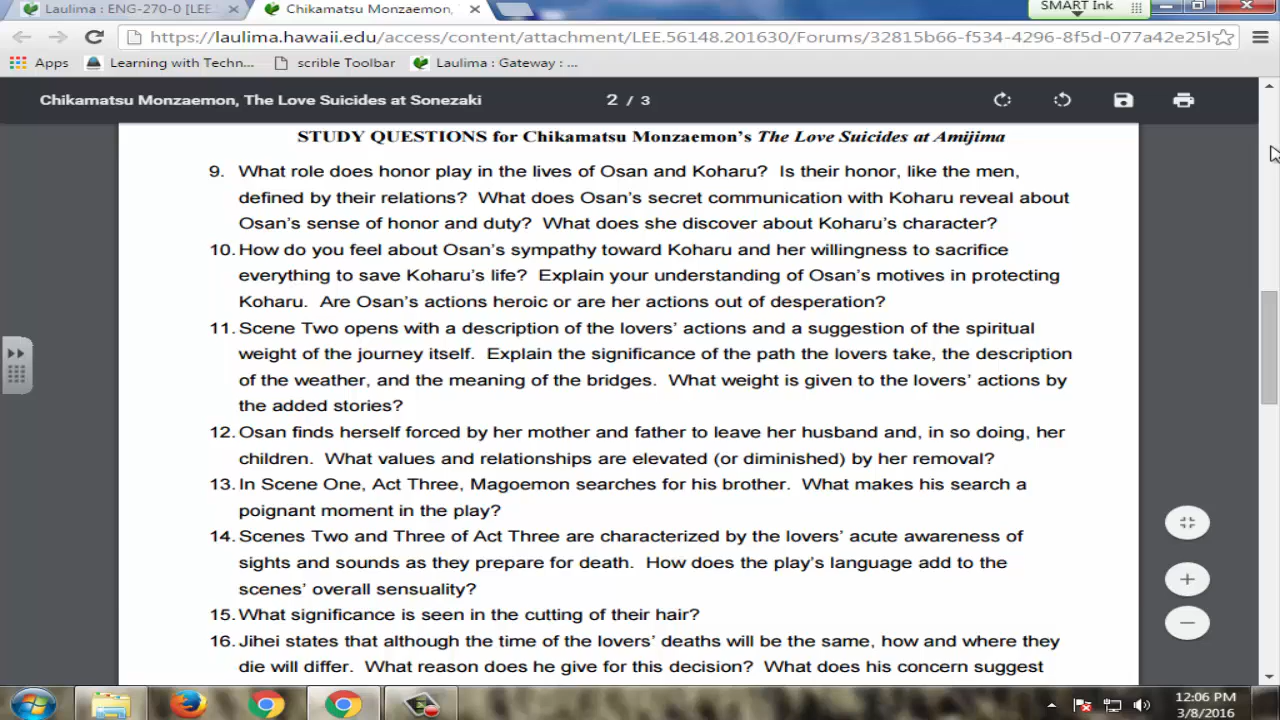 Laulima : ENG-270-0 [LEE.
Chikamatsu Monzaemon,
SMART Ink
https://laulima.hawaii.edu/access/content/attachment/LEE.56148.201630/Forums/32815b66-f534-4296-8f5d-077a42e25
Apps
Learning with Techn...
scrible Toolbar
Laulima : Gateway : ...
Chikamatsu Monzaemon, The Love Suicides at Sonezaki
2 / 3
STUDY QUESTIONS for Chikamatsu Monzaemon's The Love Suicides at Amijima
9. What role does honor play in the lives of Osan and Koharu? Is their honor, like the men,
defined by their relations? What does Osan's secret communication with Koharu reveal about
Osan's sense of honor and duty? What does she discover about Koharu's character?
10. How do you feel about Osan's sympathy toward Koharu and her willingness to sacrifice
everything to save Koharu's life? Explain your understanding of Osan's motives in protecting
Koharu. Are Osan's actions heroic or are her actions out of desperation?
11. Scene Two opens with a description of the lovers' actions and a suggestion of the spiritual
weight of the journey itself. Explain the significance of the path the lovers take, the description
of the weather, and the meaning of the bridges. What weight is given to the lovers' actions by
the added stories?
12. Osan finds herself forced by her mother and father to leave her husband and, in so doing, her
children. What values and relationships are elevated (or diminished) by her removal?
13. In Scene One, Act Three, Magoemon searches for his brother. What makes his search a
poignant moment in the play?
14. Scenes Two and Three of Act Three are characterized by the lovers' acute awareness of
sights and sounds as they prepare for death. How does the play's language add to the
scenes' overall sensuality?
15. What significance is seen in the cutting of their hair?
16. Jihei states that although the time of the lovers' deaths will be the same, how and where they
die will differ. What reason does he give for this decision? What does his concern suggest
12:06 PM
3/8/2016